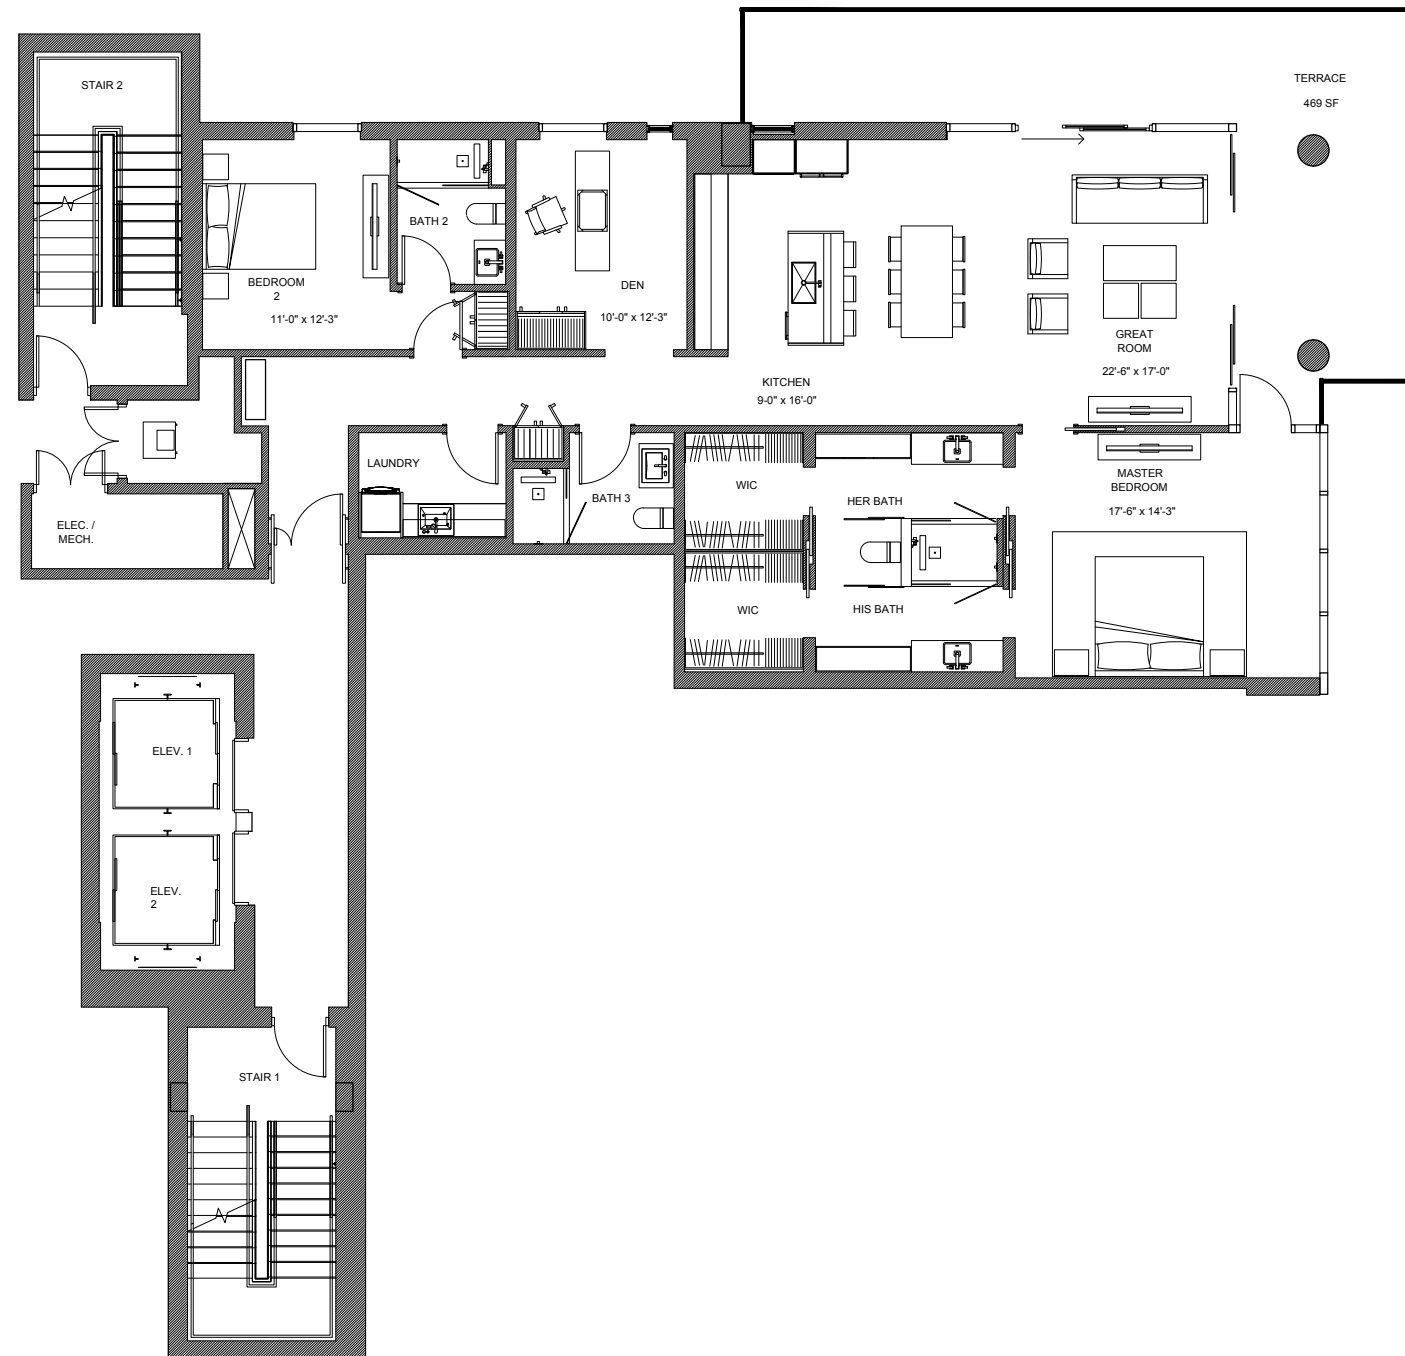 STAIR 2
TERRACE
469 SF
BATH 2
BEDROOM
2
11'-0" x 12'-3"
DEN
10'-0" x 12'-3"
GREAT
ROOM
22'-6" x 17'-0"
KITCHEN
9-0" x 16'-0"
LAUNDRY
BATH 3
WIC
HER BATH
MASTER
BEDROOM
17'-6" x 14'-3"
ELEC. /
MECH.
WIC
HIS BATH
ELEV. 1
ELEV.
2
STAIR 1